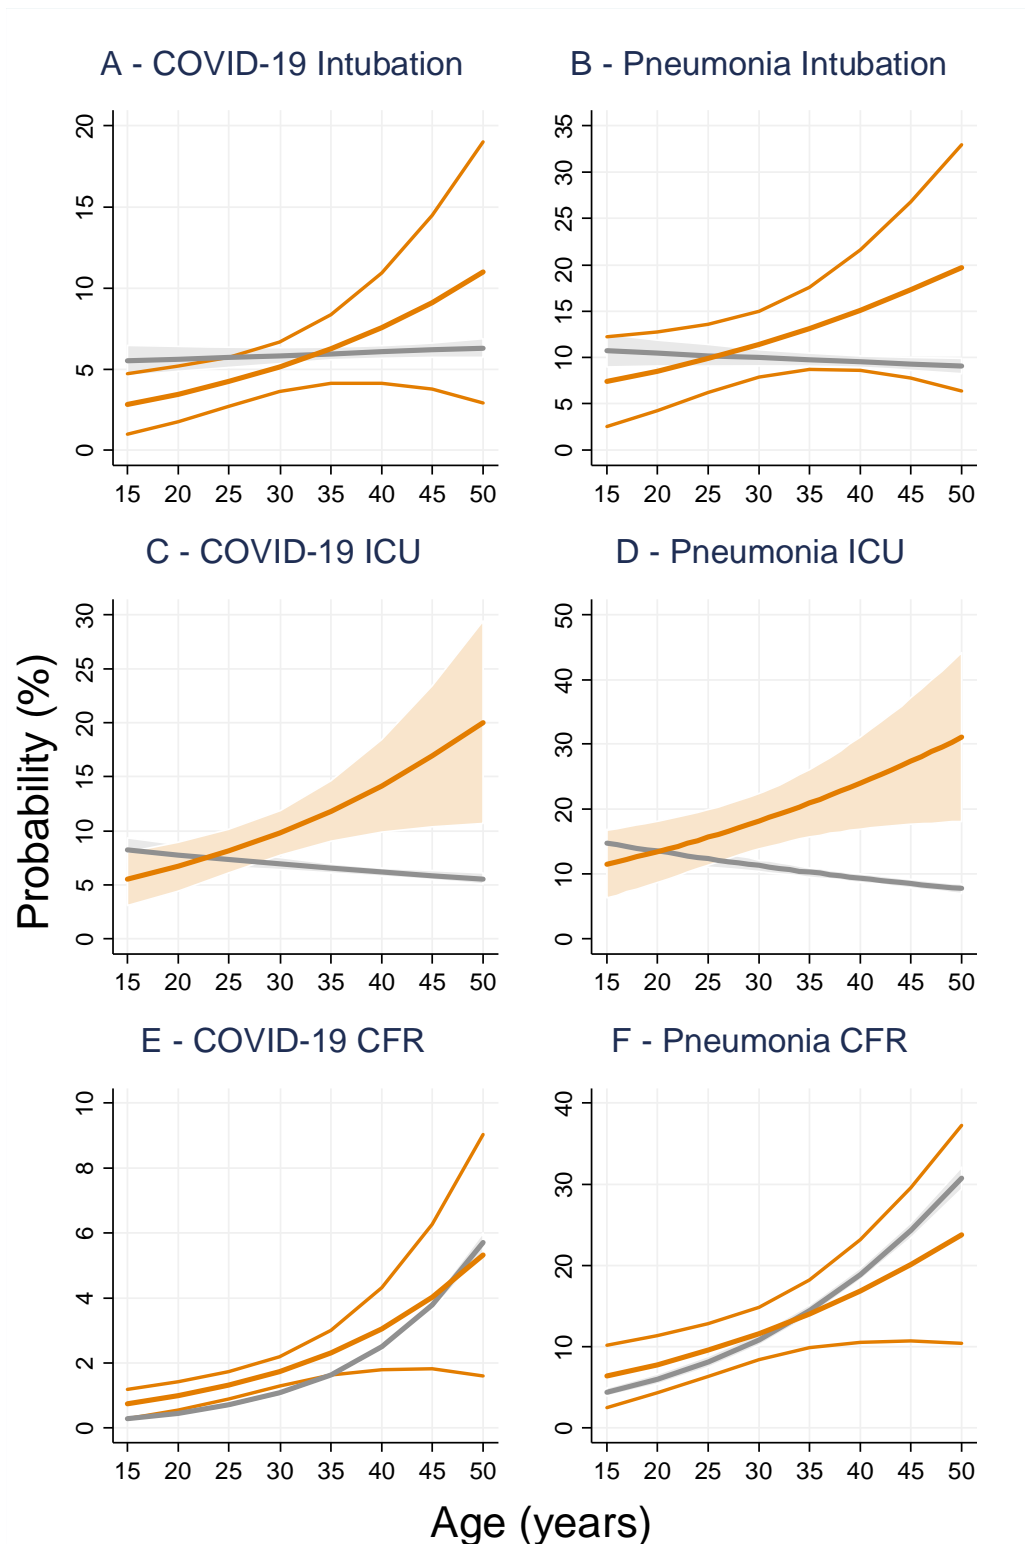 A - COVID-19 Intubation
B - Pneumonia Intubation
20
15
10
5
0
15 20 25 30 35 40 45 50
35
30
25
20
15
10
5
0
15 20 25 30 35 40 45 50
C - COVID-19 ICU
D - Pneumonia ICU
Probability (%)
30
25
20
15
10
5
0
15 20 25 30 35 40 45 50
50
40
30
20
10
0
15 20 25 30 35 40 45 50
E - COVID-19 CFR
F - Pneumonia CFR
10
8
6
4
2
0
15 20 25 30 35 40 45 50
40
30
20
10
0
15 20 25 30 35 40 45 50
Age (years)